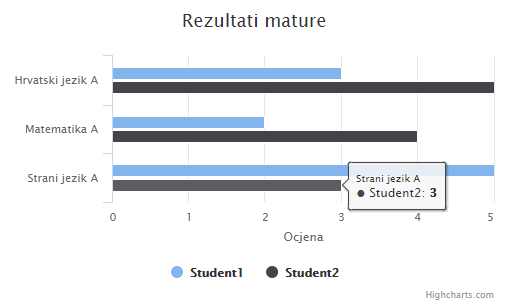 Rezultati mature
Hrvatski jezik A
Matematika A
Strani jezik A
Strani jezik A
● Student2: 3
0 1 2 3 4 5
Ocjena
Student1 Student2
Highcharts.com